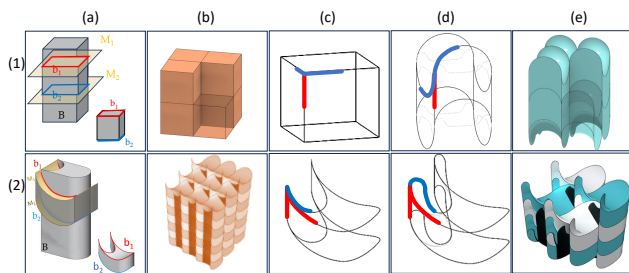 (a) (b) (c) (d) (e)
(1)
M₁
b₁
M₂
b₂
B
b₁
b₂
(2)
b₁
b₂
B
b₁
b₂